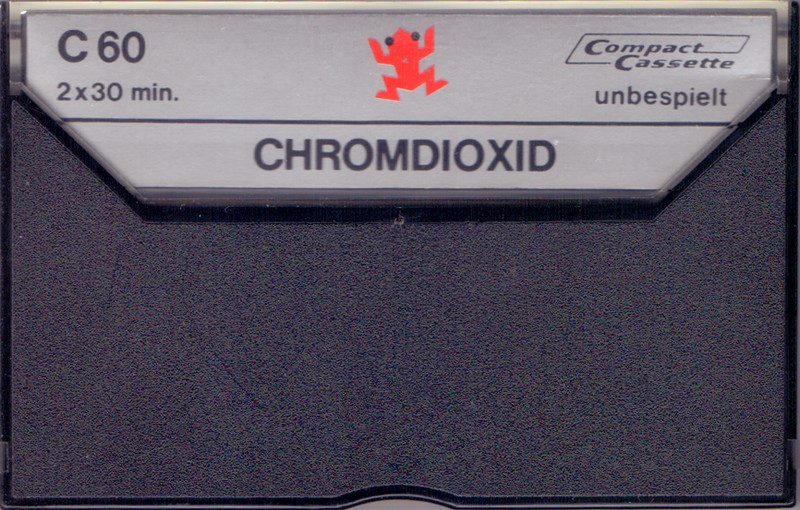 C 60
Compact
Cassette
2x30 min.
unbespielt
CHROMDIOXID